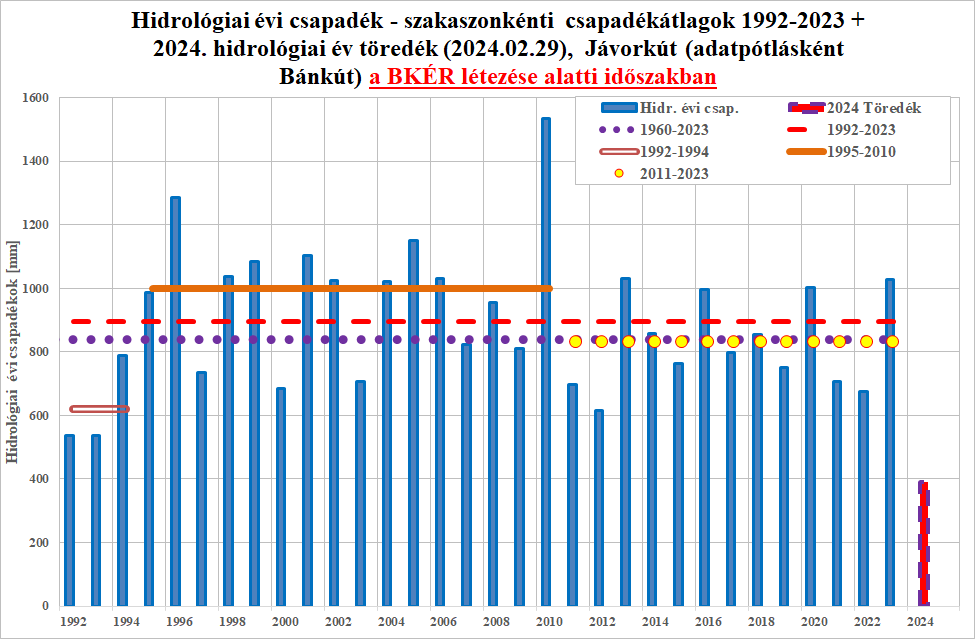 Hidrológiai évi csapadék - szakaszonkénti csapadékátlagok 1992-2023 +
2024. hidrológiai év töredék (2024.02.29), Jávorkút (adatpótlásként
Bánkút) a BKÉR létezése alatti időszakban
Hidr. évi csap.
2024 Töredék
1960-2023
1992-2023
1992-1994
1995-2010
2011-2023
Hidrológiai évi csapadékok [mm]
1600
1400
1200
1000
800
600
400
200
0
1992 1994 1996 1998 2000 2002 2004 2006 2008 2010 2012 2014 2016 2018 2020 2022 2024